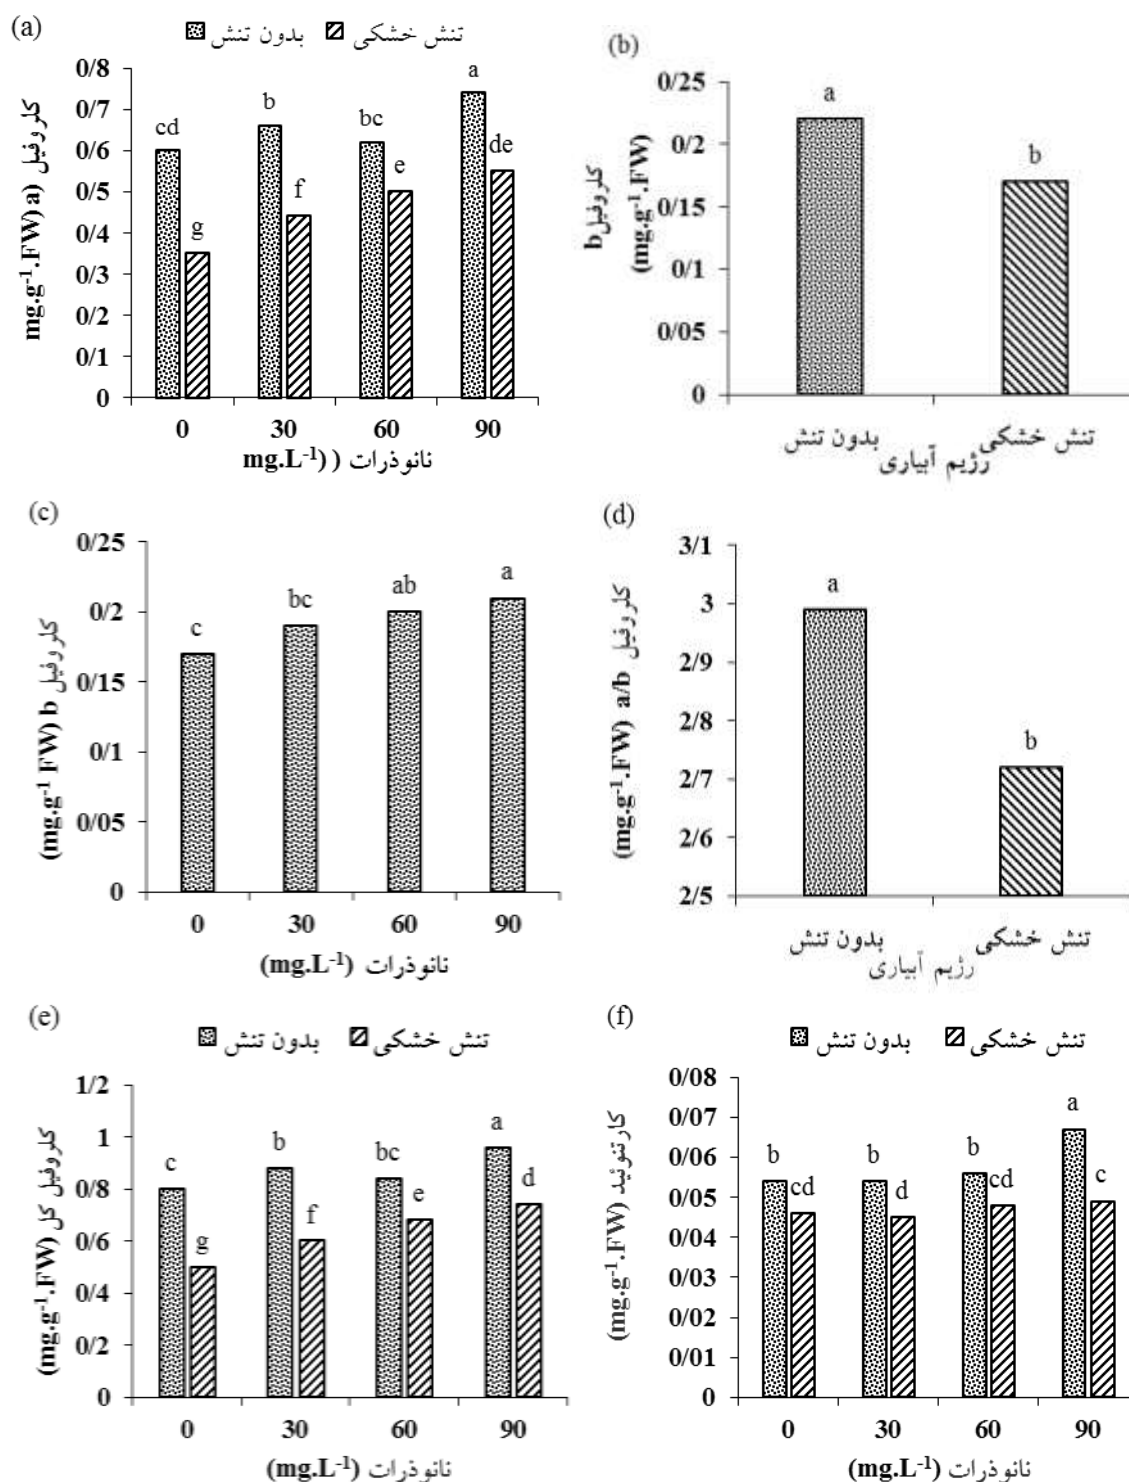 (a)
بدون تنش تنش خشکی
0/8
0/7
0/6
0/5
0/4
0/3
0/2
0/1
0
کلروفیل a) (mg.g-1.FW
cd
g
b
f
bc
e
a
de
0 30 60 90
نانوذرات ( (mg.L-1
(b)
0/25
0/2
0/15
0/1
0/05
0
کلروفیلb
(mg.g-1.FW)
a
b
بدون تنش تنش خشکی
رژیم آبیاری
(c)
0/25
0/2
0/15
0/1
0/05
0
کلروفیل b (mg.g-1 FW)
c
bc
ab
a
0 30 60 90
نانوذرات (mg.L-1)
(d)
3/1
3
2/9
2/8
2/7
2/6
2/5
کلروفیل a/b (mg.g-1.FW)
a
b
بدون تنش تنش خشکی
رژیم آبیاری
(e)
بدون تنش تنش خشکی
1/2
1
0/8
0/6
0/4
0/2
0
کلروفیل کل (mg.g-1.FW)
c
g
b
f
bc
e
a
d
0 30 60 90
نانوذرات (mg.L-1)
(f)
بدون تنش تنش خشکی
0/08
0/07
0/06
0/05
0/04
0/03
0/02
0/01
0
کارتنوئید (mg.g-1.FW)
b
cd
b
d
b
cd
a
c
0 30 60 90
نانوذرات (mg.L-1)